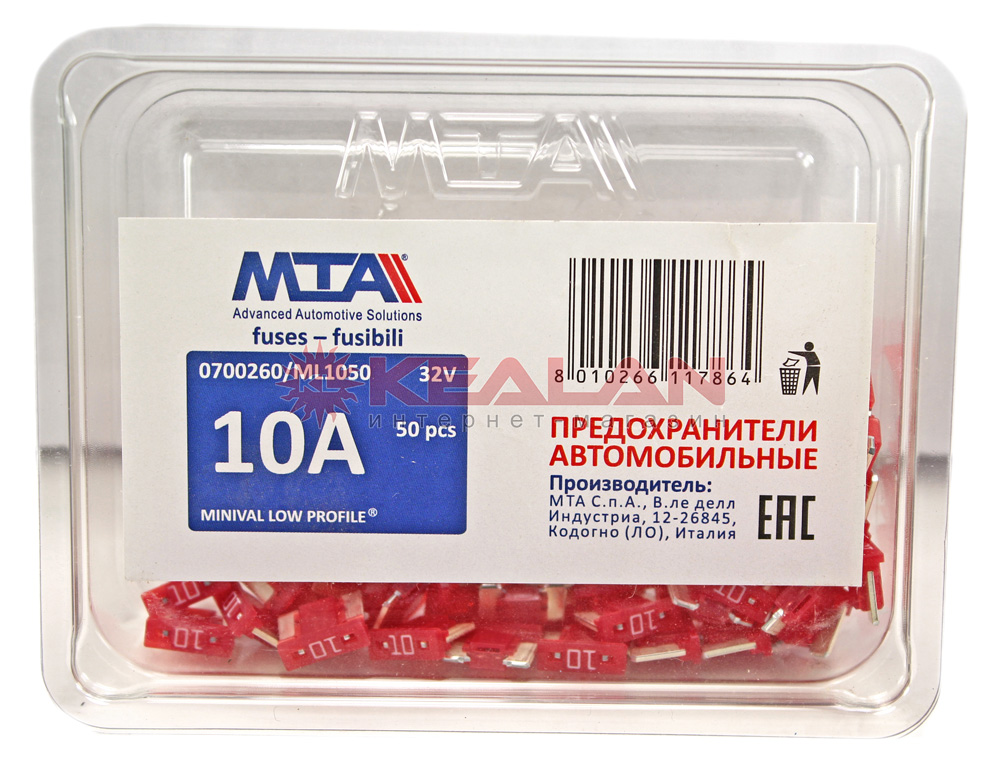 MTA
MTA®
Advanced Automotive Solutions
fuses – fusibili
0700260/ML1050 32V
10A 50 pcs
MINIVAL LOW PROFILE®
8 010266 117864
KEALAN
интернет-магазин
ПРЕДОХРАНИТЕЛИ
АВТОМОБИЛЬНЫЕ
Производитель:
МТА С.п.А., В.ле делл
Индустриа, 12-26845,
Кодогно (ЛО), Италия
EAC
10
10
10
10
10
10
10